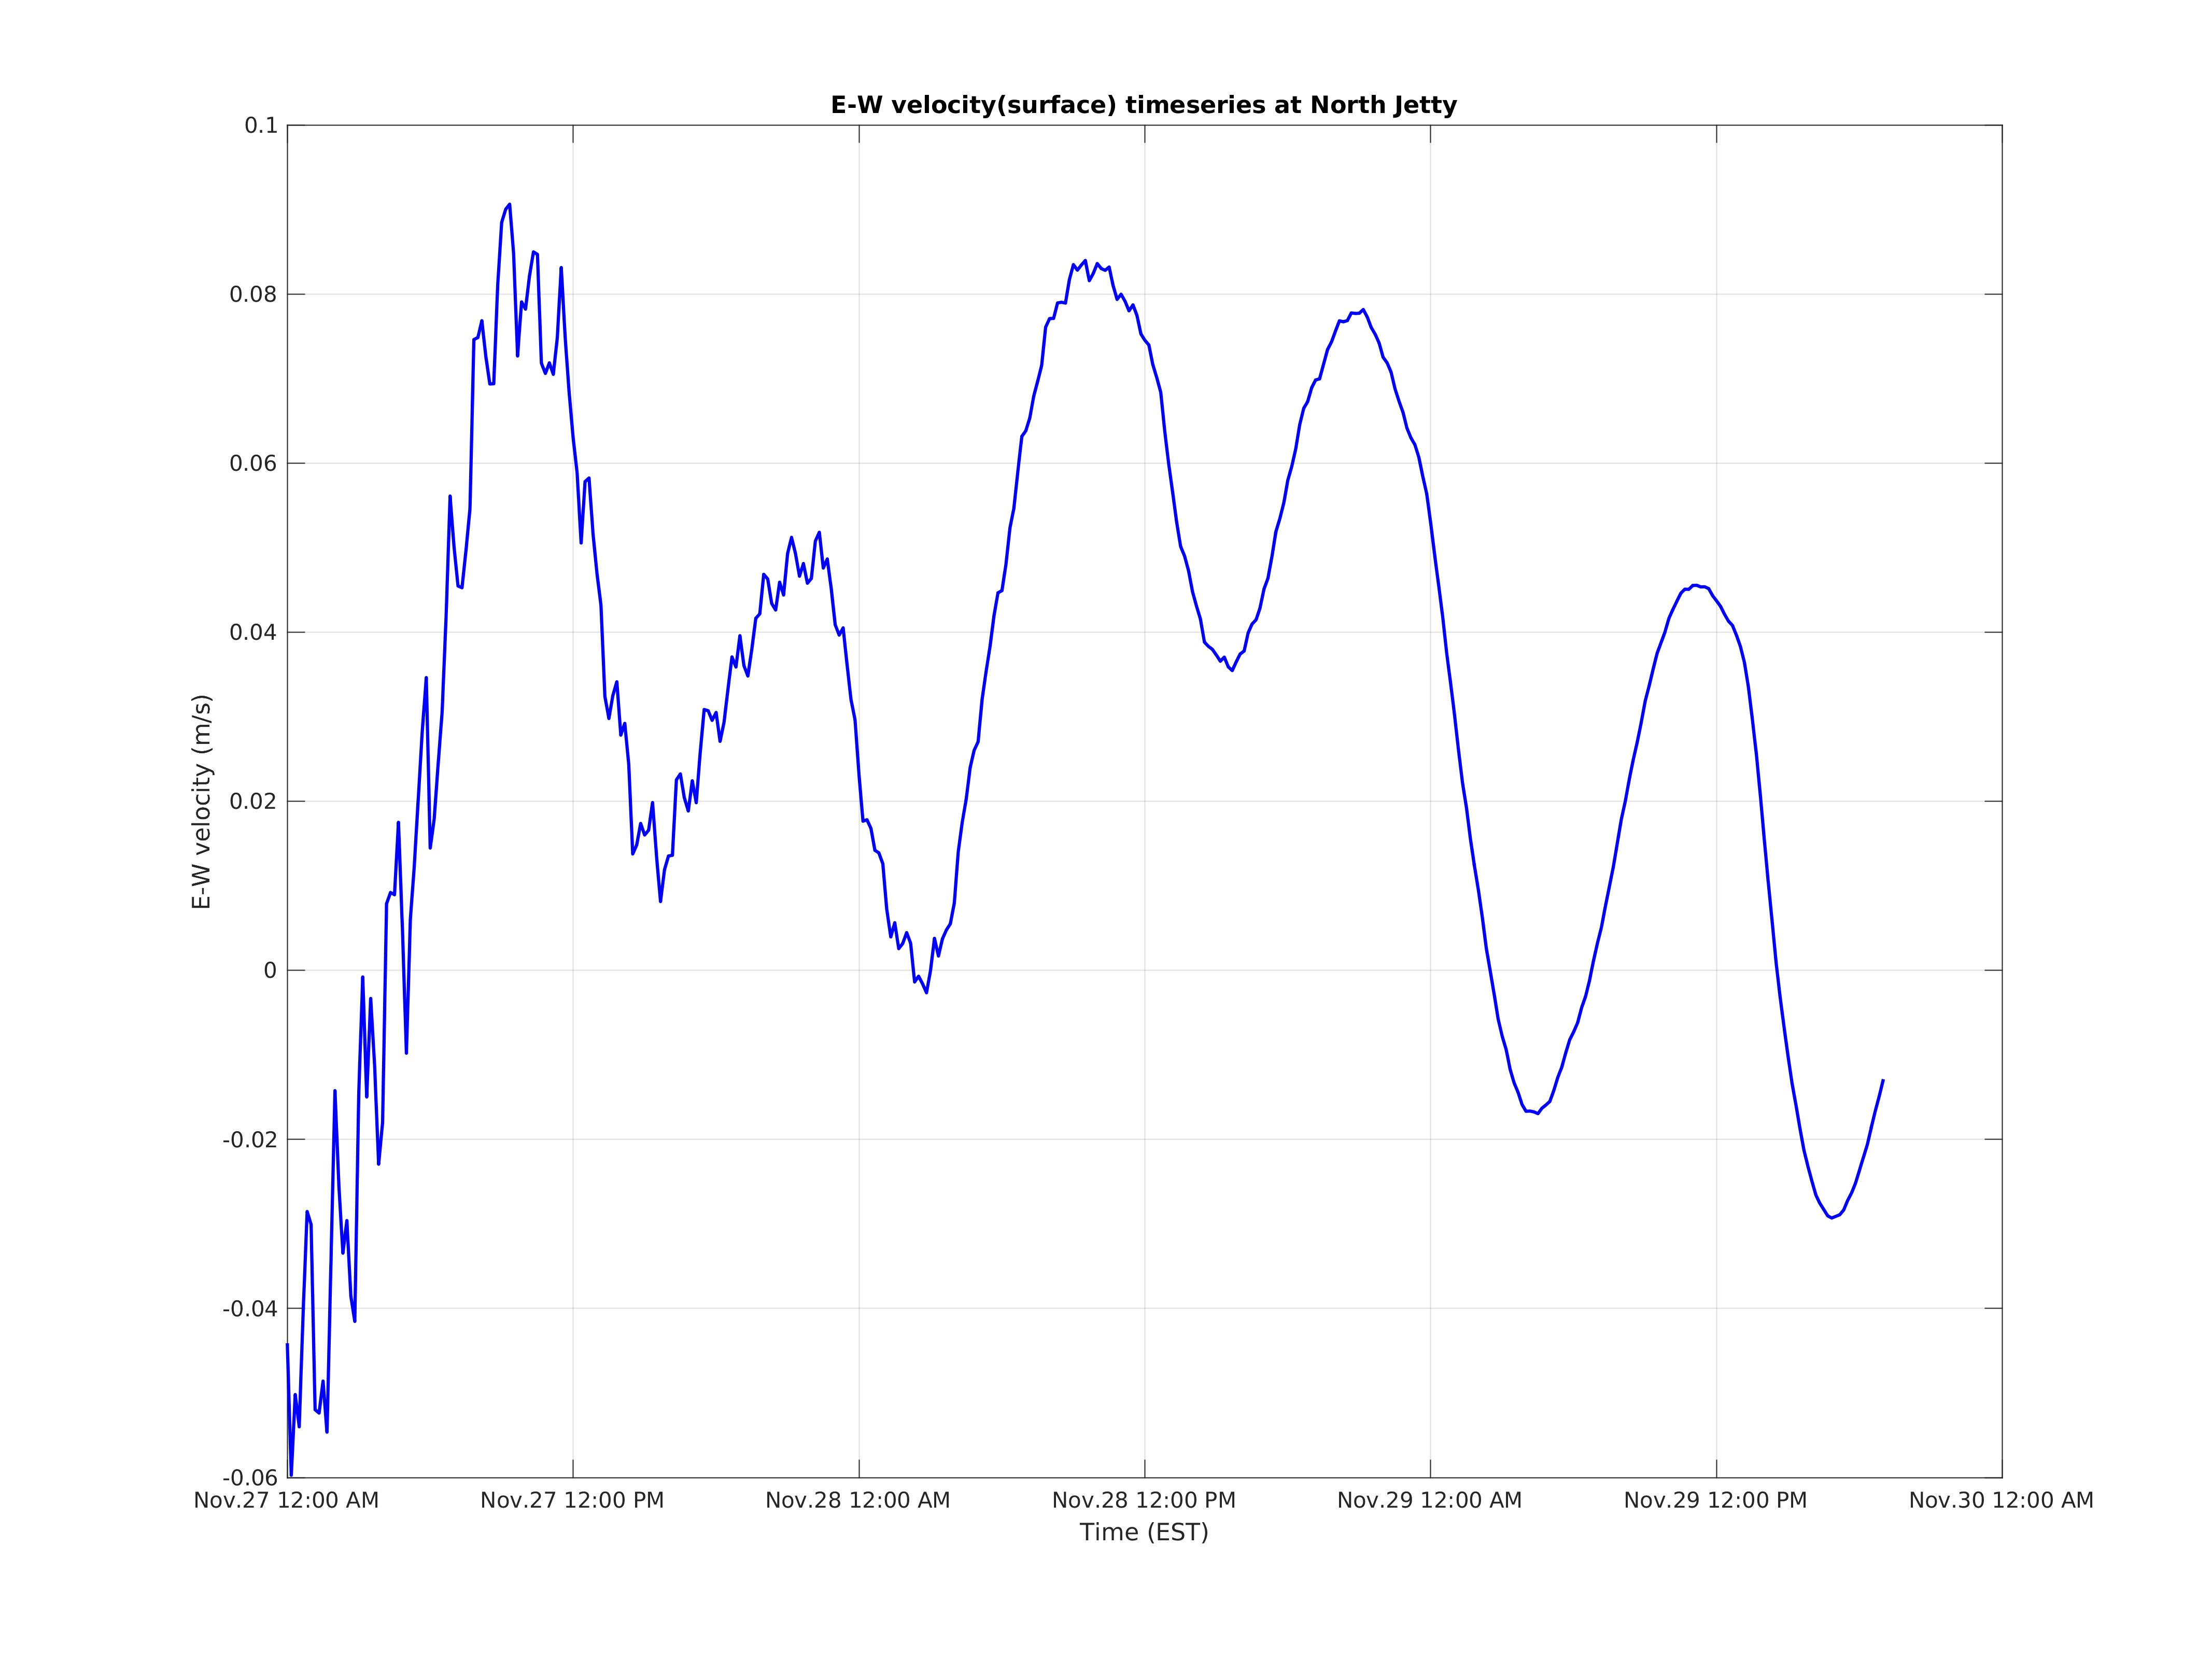 E-W velocity(surface) timeseries at North Jetty
0.1
0.08
0.06
0.04
0.02
0
-0.02
-0.04
-0.06
E-W velocity (m/s)
Nov.27 12:00 AM
Nov.27 12:00 PM
Nov.28 12:00 AM
Nov.28 12:00 PM
Nov.29 12:00 AM
Nov.29 12:00 PM
Nov.30 12:00 AM
Time (EST)